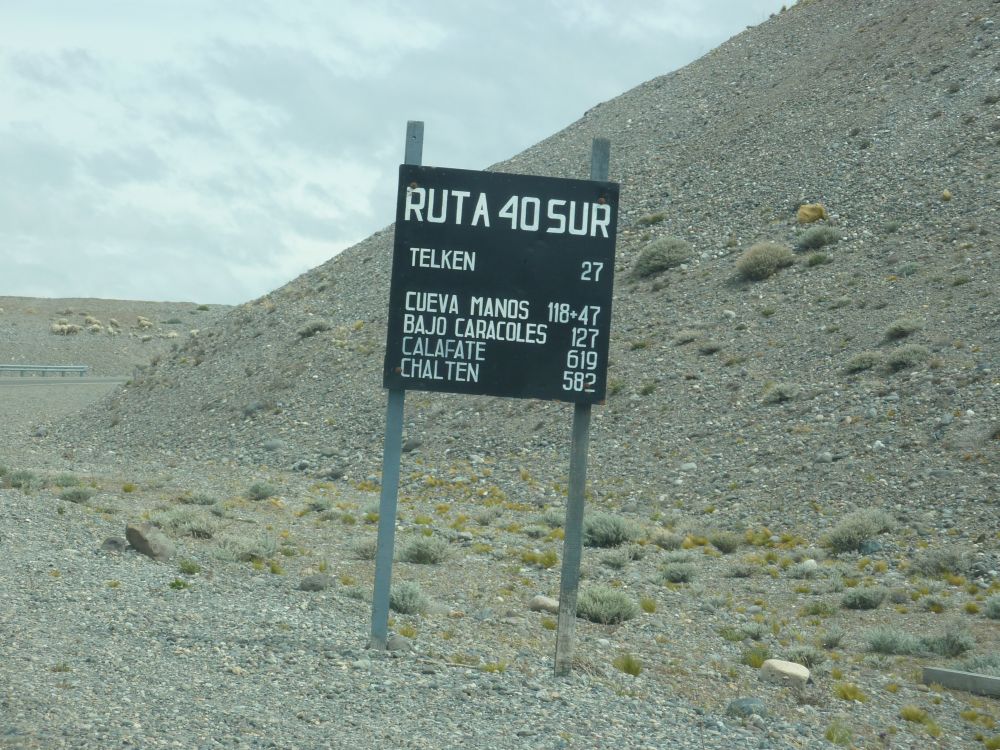 RUTA 40 SUR
TELKEN 27
CUEVA MANOS 118+47
BAJO CARACOLES 127
CALAFATE 619
CHALTEN 582